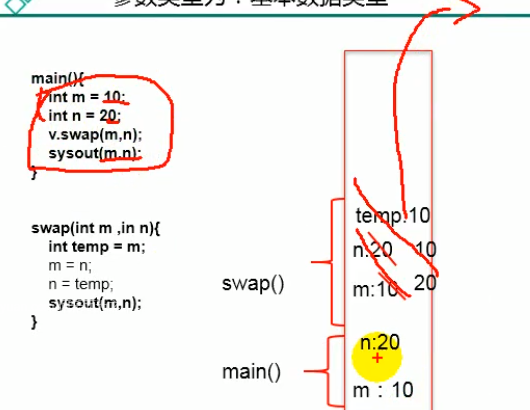 参数类型为：基本数据类型
main(){
int m = 10;
int n = 20;
v.swap(m,n);
sysout(m,n);
}
swap(int m ,in n){
int temp = m;
m = n;
n = temp;
sysout(m,n);
}
swap()
main()
temp:10
n:20 10
m:10 20
n:20
m : 10